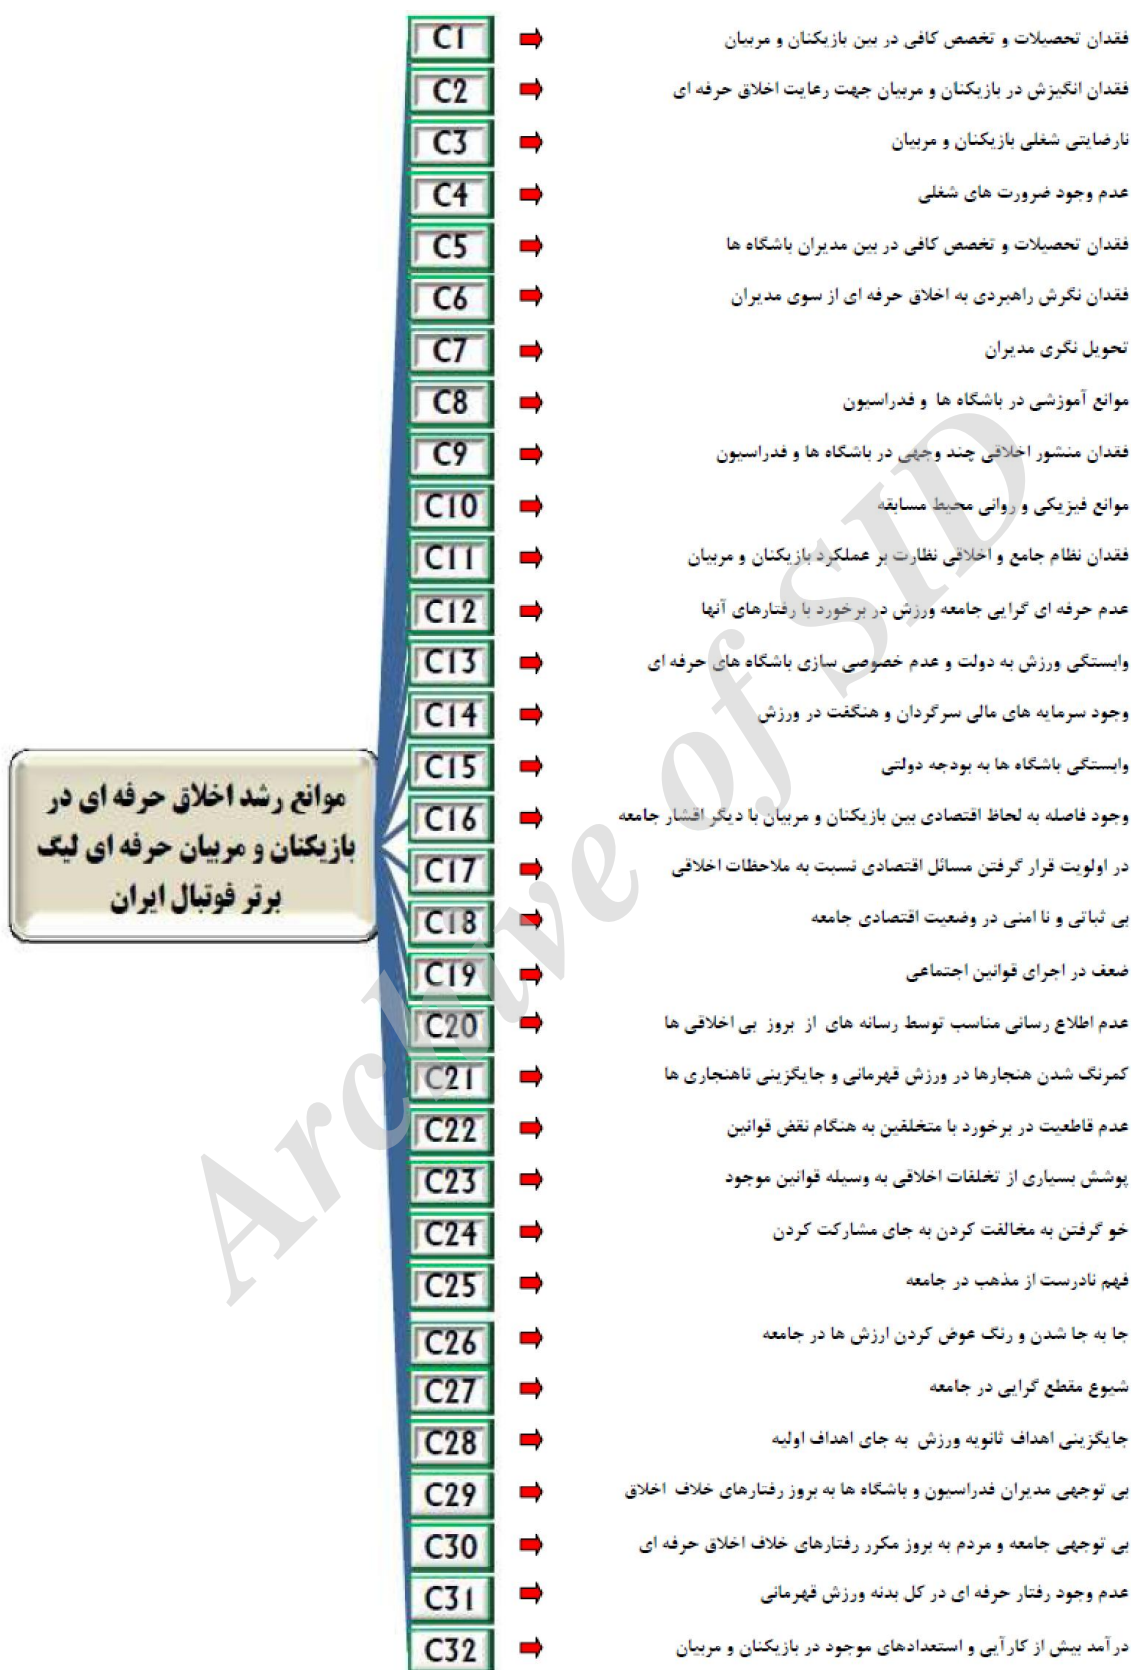 C1 فقدان تحصیلات و تخصص کافی در بین بازیکنان و مربیان
C2 فقدان انگیزش در بازیکنان و مربیان جهت رعایت اخلاق حرفه ای
C3 نارضایتی شغلی بازیکنان و مربیان
C4 عدم وجود ضرورت های شغلی
C5 فقدان تحصیلات و تخصص کافی در بین مدیران باشگاه ها
C6 فقدان نگرش راهبردی به اخلاق حرفه ای از سوی مدیران
C7 تحویل نگری مدیران
C8 موانع آموزشی در باشگاه ها و فدراسیون
C9 فقدان منشور اخلاقی چند وجهی در باشگاه ها و فدراسیون
C10 موانع فیزیکی و روانی محیط مسابقه
C11 فقدان نظام جامع و اخلاقی نظارت بر عملکرد بازیکنان و مربیان
C12 عدم حرفه ای گرایی جامعه ورزش در برخورد با رفتارهای آنها
C13 وابستگی ورزش به دولت و عدم خصوصی سازی باشگاه های حرفه ای
C14 وجود سرمایه های مالی سرگردان و هنگفت در ورزش
C15 وابستگی باشگاه ها به بودجه دولتی
C16 وجود فاصله به لحاظ اقتصادی بین بازیکنان و مربیان با دیگر اقشار جامعه
C17 در اولویت قرار گرفتن مسائل اقتصادی نسبت به ملاحظات اخلاقی
C18 بی ثباتی و نا امنی در وضعیت اقتصادی جامعه
C19 ضعف در اجرای قوانین اجتماعی
C20 عدم اطلاع رسانی مناسب توسط رسانه های از بروز بی اخلاقی ها
C21 کمرنگ شدن هنجارها در ورزش قهرمانی و جایگزینی ناهنجاری ها
C22 عدم قاطعیت در برخورد با متخلفین به هنگام نقض قوانین
C23 پوشش بسیاری از تخلفات اخلاقی به وسیله قوانین موجود
C24 خو گرفتن به مخالفت کردن به جای مشارکت کردن
C25 فهم نادرست از مذهب در جامعه
C26 جا به جا شدن و رنگ عوض کردن ارزش ها در جامعه
C27 شیوع مقطع گرایی در جامعه
C28 جایگزینی اهداف ثانویه ورزش به جای اهداف اولیه
C29 بی توجهی مدیران فدراسیون و باشگاه ها به بروز رفتارهای خلاف اخلاق
C30 بی توجهی جامعه و مردم به بروز مکرر رفتارهای خلاف اخلاق حرفه ای
C31 عدم وجود رفتار حرفه ای در کل بدنه ورزش قهرمانی
C32 درآمد بیش از کارآیی و استعدادهای موجود در بازیکنان و مربیان
موانع رشد اخلاق حرفه ای در
بازیکنان و مربیان حرفه ای لیگ
برتر فوتبال ایران
Archive of SID